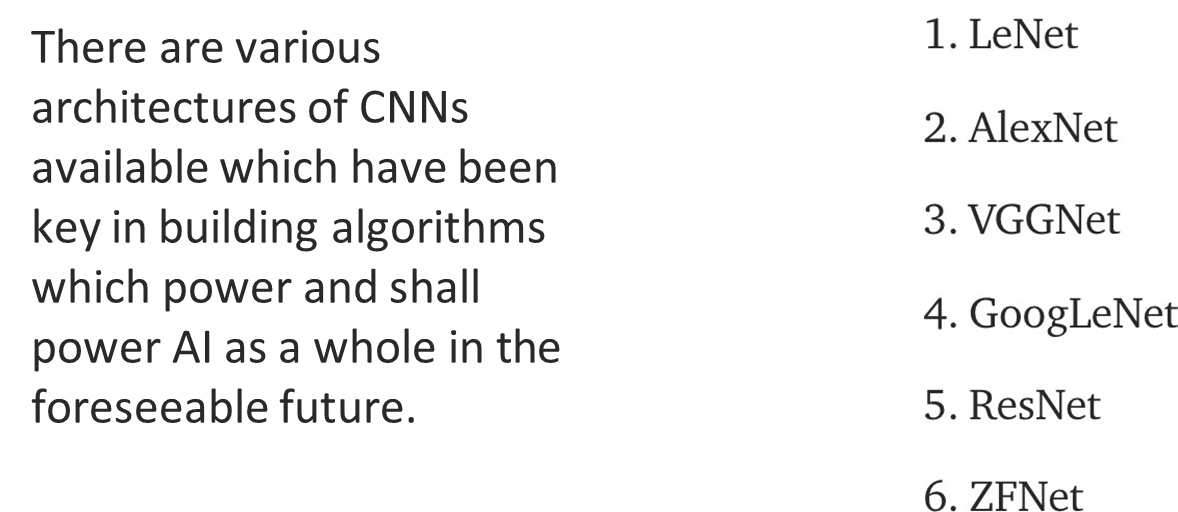 There are various
architectures of CNNs
available which have been
key in building algorithms
which power and shall
power AI as a whole in the
foreseeable future.
1. LeNet
2. AlexNet
3. VGGNet
4. GoogLeNet
5. ResNet
6. ZFNet